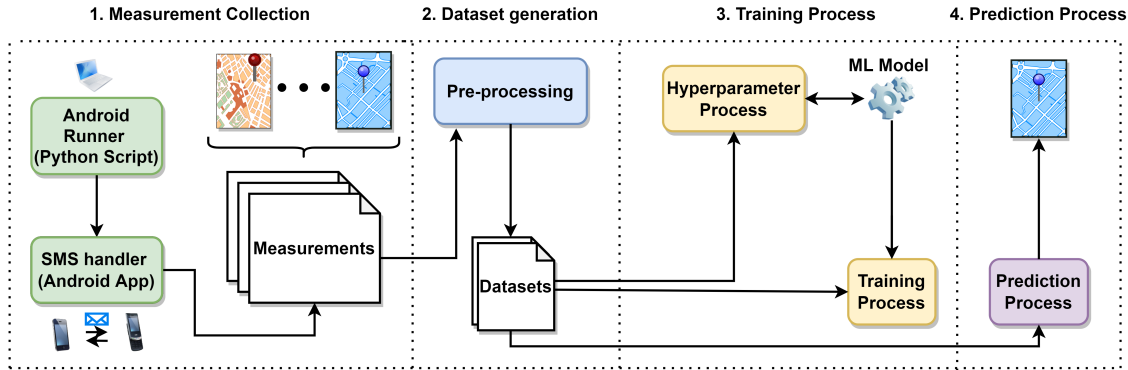 1. Measurement Collection
2. Dataset generation
3. Training Process
4. Prediction Process
Android
Runner
(Python Script)
SMS handler
(Android App)
Measurements
Pre-processing
Datasets
Hyperparameter
Process
ML Model
Training
Process
Prediction
Process